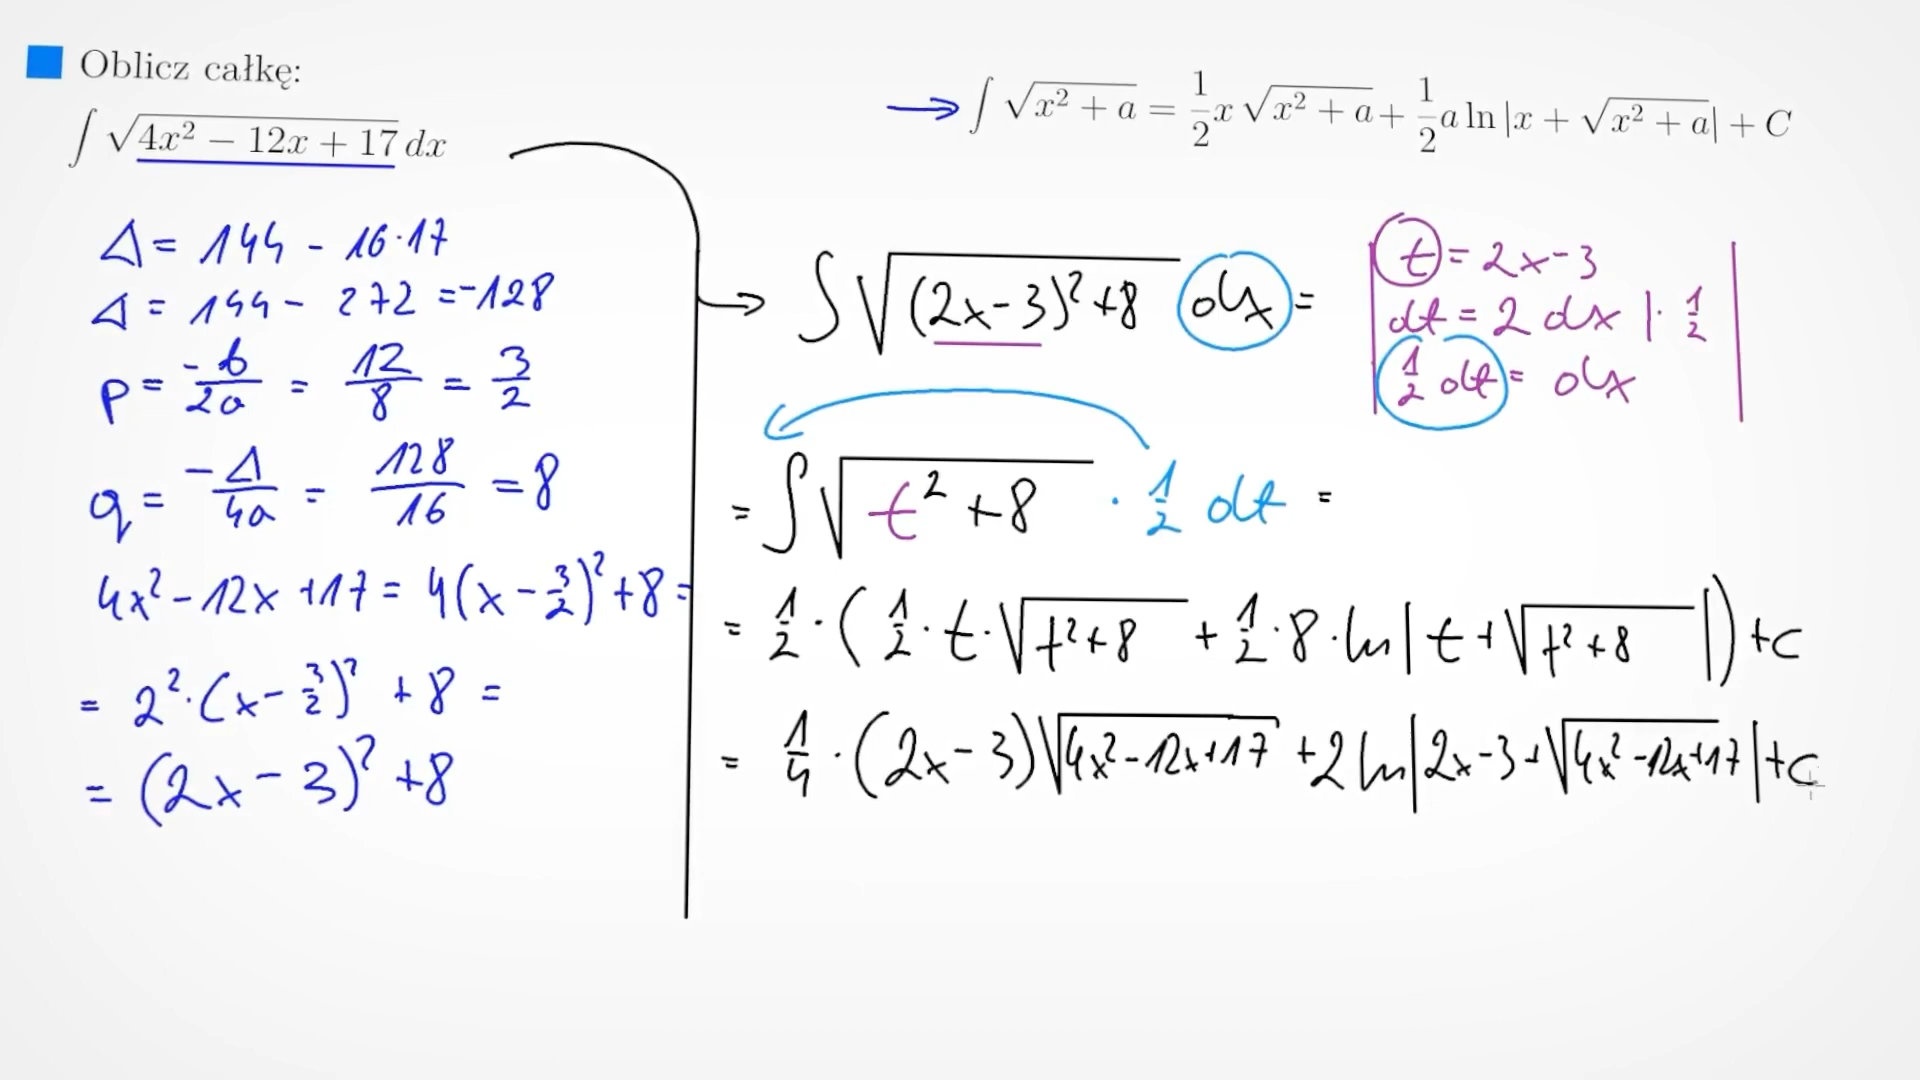 Oblicz całkę:
∫ √(4x² − 12x + 17) dx
→ ∫ √(x² + a) = 1/2 x √(x² + a) + 1/2 a ln |x + √(x² + a)| + C
Δ = 144 - 16·17
Δ = 144 - 272 = -128
p = -b/2a = 12/8 = 3/2
q = -Δ/4a = 128/16 = 8
4x² - 12x + 17 = 4(x - 3/2)² + 8 =
= 2²·(x - 3/2)² + 8 =
= (2x - 3)² + 8
→ ∫ √((2x-3)² + 8) dx =
t = 2x - 3
dt = 2 dx |· 1/2
1/2 dt = dx
= ∫ √(t² + 8) · 1/2 dt =
= 1/2 · (1/2 · t · √(t² + 8) + 1/2 · 8 · ln |t + √(t² + 8)|) + C
= 1/4 · (2x - 3) √(4x² - 12x + 17) + 2 ln |2x - 3 + √(4x² - 12x + 17)| + C